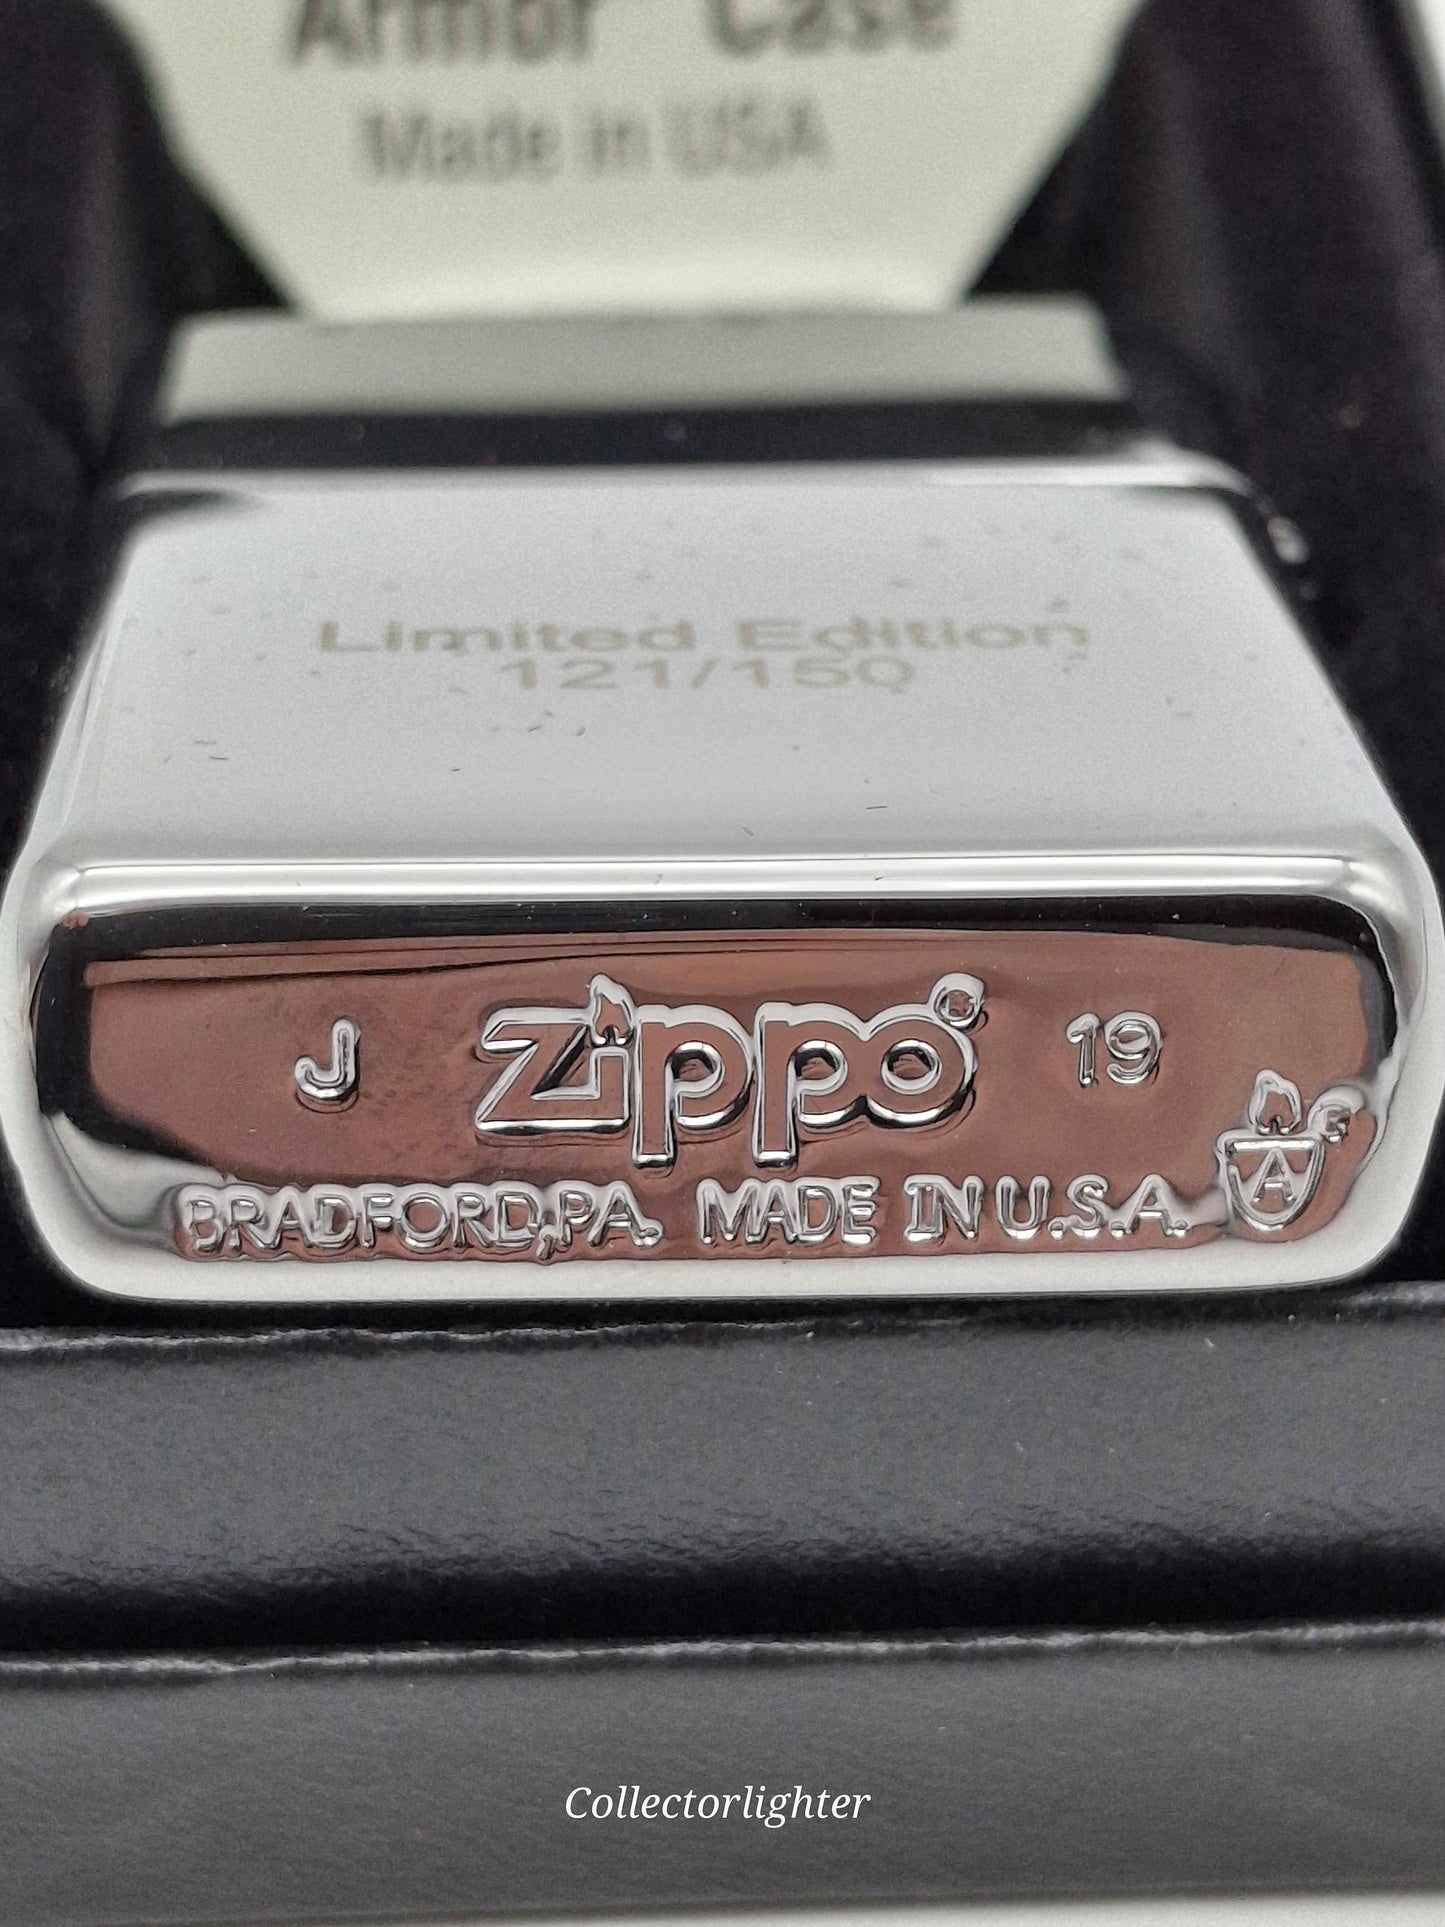 Armor Case
Made in USA
Limited Edition
121/150
J Zippo 19
BRADFORD,PA. MADE IN U.S.A. A
Collectorlighter